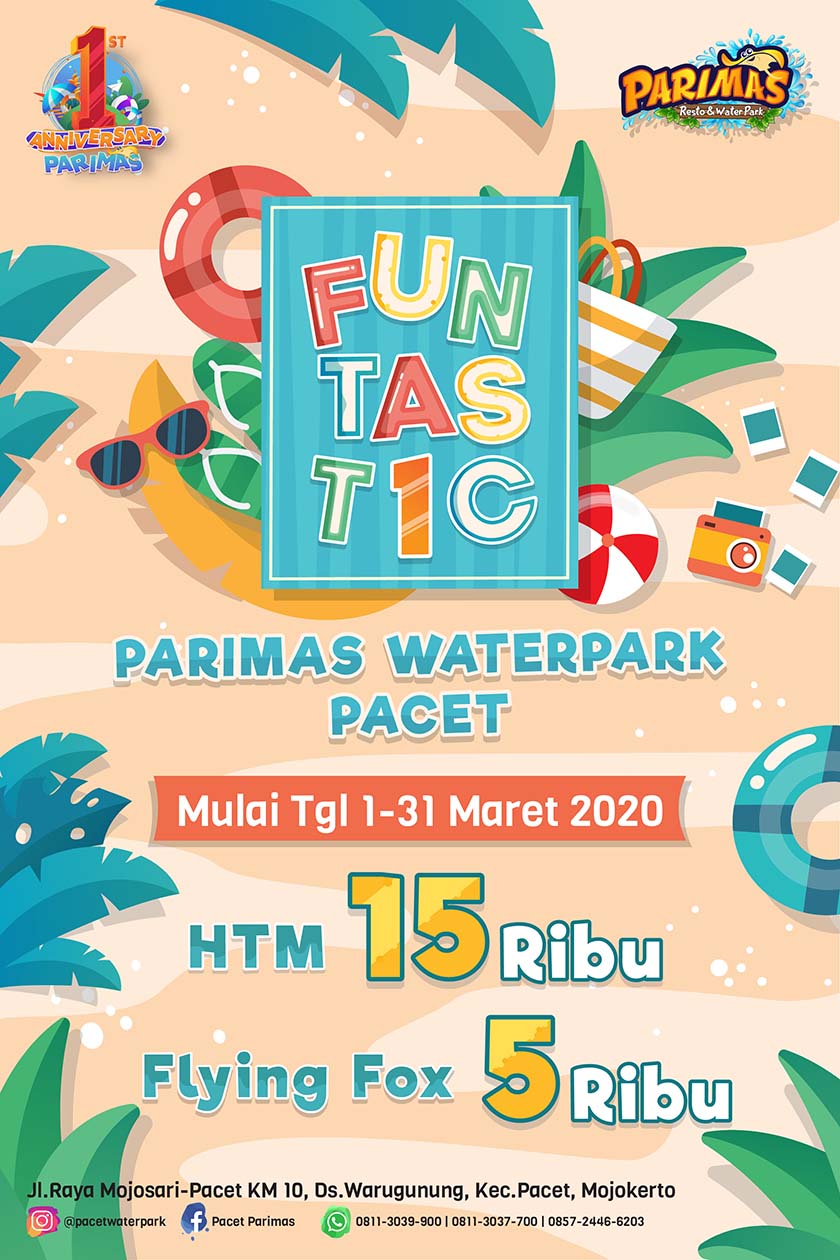 1ST
ANNIVERSARY
PARIMAS
PARIMAS
Resto & WaterPark
FUN
TAS
T1C
PARIMAS WATERPARK
PACET
Mulai Tgl 1-31 Maret 2020
HTM 15 Ribu
Flying Fox 5 Ribu
Jl.Raya Mojosari-Pacet KM 10, Ds.Warugunung, Kec.Pacet, Mojokerto
@pacetwaterpark Pacet Parimas 0811-3039-900 | 0811-3037-700 | 0857-2446-6203